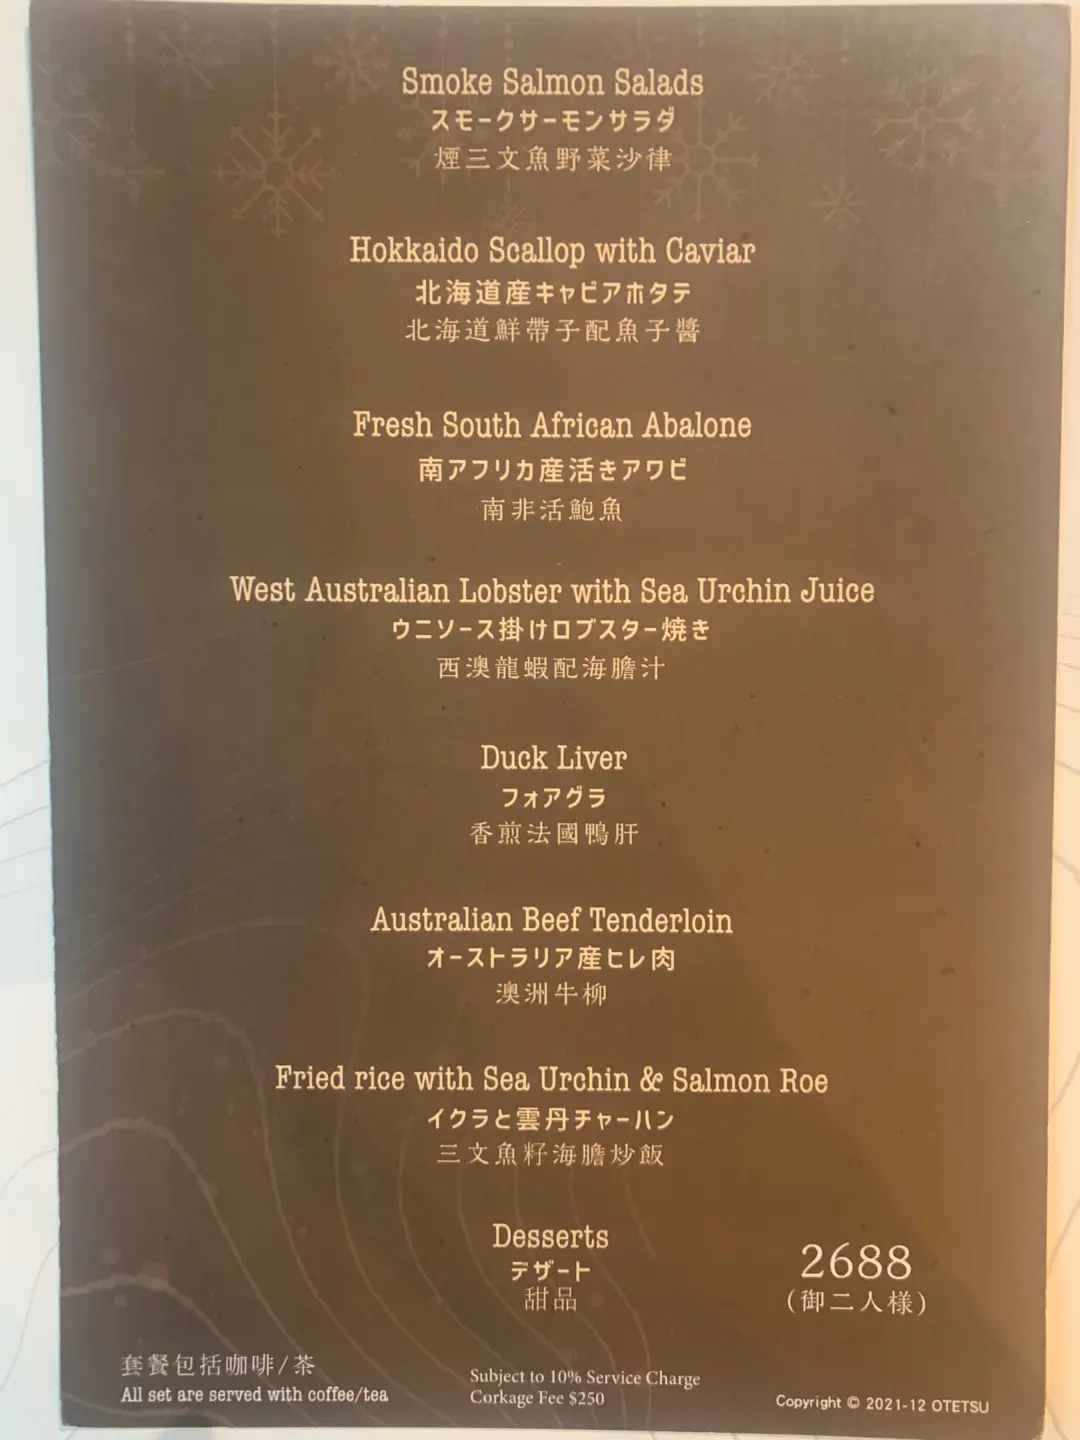 Smoke Salmon Salads
スモークサーモンサラダ
煙三文魚野菜沙律
Hokkaido Scallop with Caviar
北海道産キャビアホタテ
北海道鮮帶子配魚子醬
Fresh South African Abalone
南アフリカ産活きアワビ
南非活鮑魚
West Australian Lobster with Sea Urchin Juice
ウニソース掛けロブスター焼き
西澳龍蝦配海膽汁
Duck Liver
フォアグラ
香煎法國鴨肝
Australian Beef Tenderloin
オーストラリア産ヒレ肉
澳洲牛柳
Fried rice with Sea Urchin & Salmon Roe
イクラと雲丹チャーハン
三文魚籽海膽炒飯
Desserts
デザート
甜品
2688
(御二人様)
套餐包括咖啡/茶
All set are served with coffee/tea
Subject to 10% Service Charge
Corkage Fee $250
Copyright © 2021-12 OTETSU